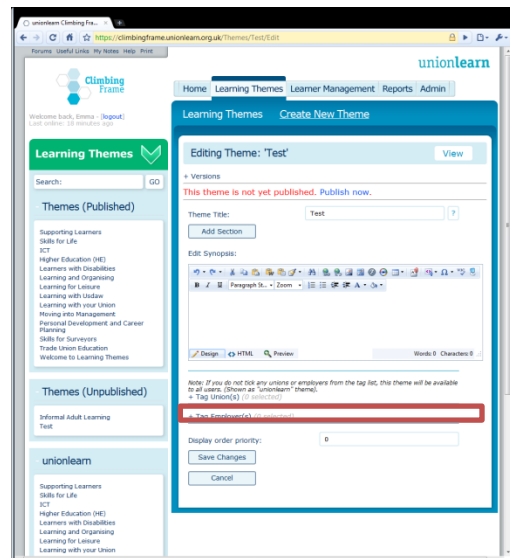 unionlearn Climbing Fra...
https://climbingframe.unionlearn.org.uk/Themes/Test/Edit
Forums Useful Links My Notes Help Print
unionlearn
Climbing
Frame
Home Learning Themes Learner Management Reports Admin
Welcome back, Emma - [logout]
Last online: 18 minutes ago
Learning Themes Create New Theme
Learning Themes
Search: GO
Themes (Published)
Supporting Learners
Skills for Life
ICT
Higher Education (HE)
Learners with Disabilities
Learning and Organising
Learning for Leisure
Learning with Usdaw
Learning with your Union
Moving into Management
Personal Development and Career
Planning
Skills for Surveyors
Trade Union Education
Welcome to Learning Themes
Themes (Unpublished)
Informal Adult Learning
Test
unionlearn
Supporting Learners
Skills for Life
ICT
Higher Education (HE)
Learners with Disabilities
Learning and Organising
Learning for Leisure
Learning with your Union
Editing Theme: 'Test' View
+ Versions
This theme is not yet published. Publish now.
Theme Title: Test ?
Add Section
Edit Synopsis:
B I U Paragraph St... Zoom
Design HTML Preview Words: 0 Characters: 0
Note: If you do not tick any unions or employers from the tag list, this theme will be available
to all users. (Shown as "unionlearn" theme).
+ Tag Union(s) (0 selected)
+ Tag Employer(s) (0 selected)
Display order priority: 0
Save Changes
Cancel